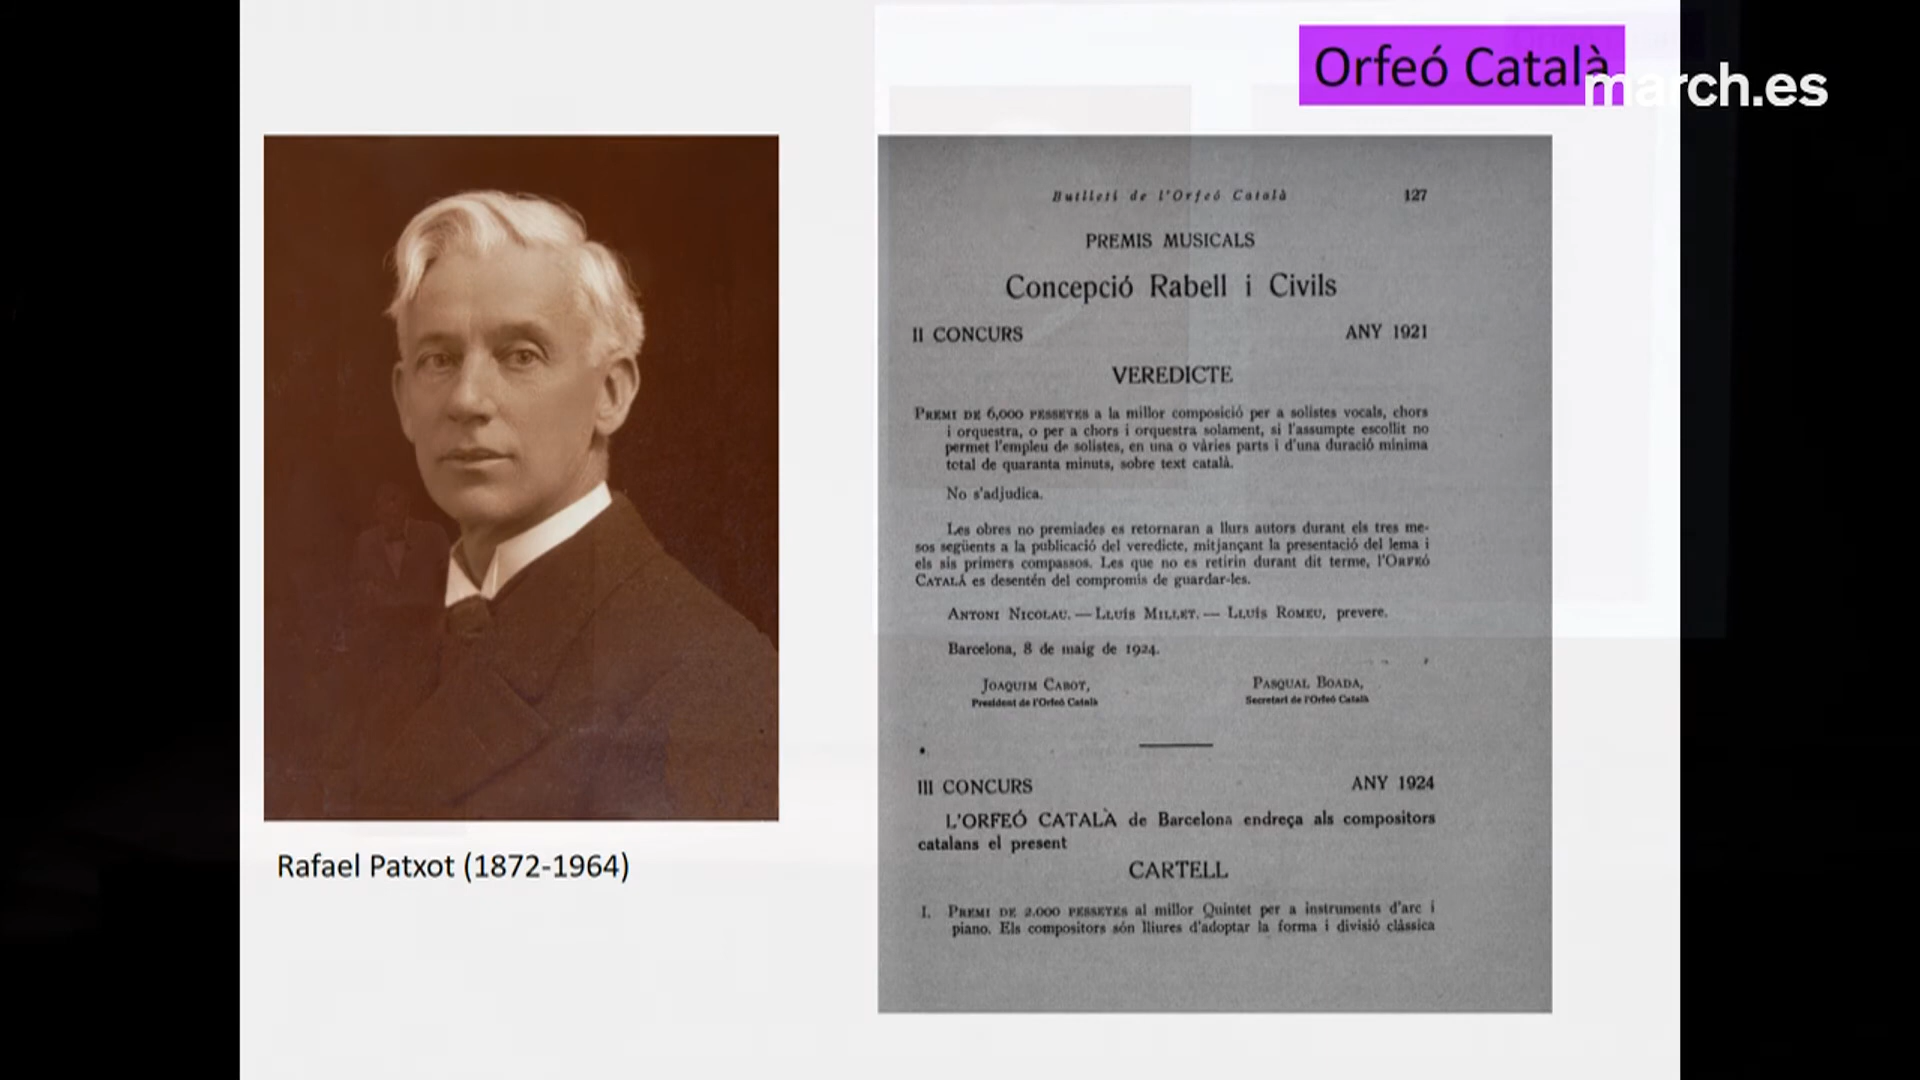 Orfeó Català
march.es
Butlletí de l'Orfeó Català 127
PREMIS MUSICALS
Concepció Rabell i Civils
II CONCURS ANY 1921
VEREDICTE
PREMI DE 6,000 PESSETES a la millor composició per a solistes vocals, chors
i orquestra, o per a chors i orquestra solament, si l'assumpte escollit no
permet l'empleu de solistes, en una o vàries parts i d'una duració mínima
total de quaranta minuts, sobre text català.
No s'adjudica.
Les obres no premiades es retornaran a llurs autors durant els tres me-
sos següents a la publicació del veredicte, mitjançant la presentació del lema i
els sis primers compassos. Les que no es retirin durant dit terme, l'ORFEÓ
CATALÀ es desentén del compromís de guardar-les.
ANTONI NICOLAU. — LLUÍS MILLET. — LLUÍS ROMEU, prevere.
Barcelona, 8 de maig de 1924.
JOAQUIM CABOT, PASQUAL BOADA,
President de l'Orfeó Català Secretari de l'Orfeó Català
III CONCURS ANY 1924
L'ORFEÓ CATALÀ de Barcelona endreça als compositors
catalans el present
CARTELL
I. PREMI DE 2.000 PESSETES al millor Quintet per a instruments d'arc i
piano. Els compositors són lliures d'adoptar la forma i divisió clàssica
Rafael Patxot (1872-1964)